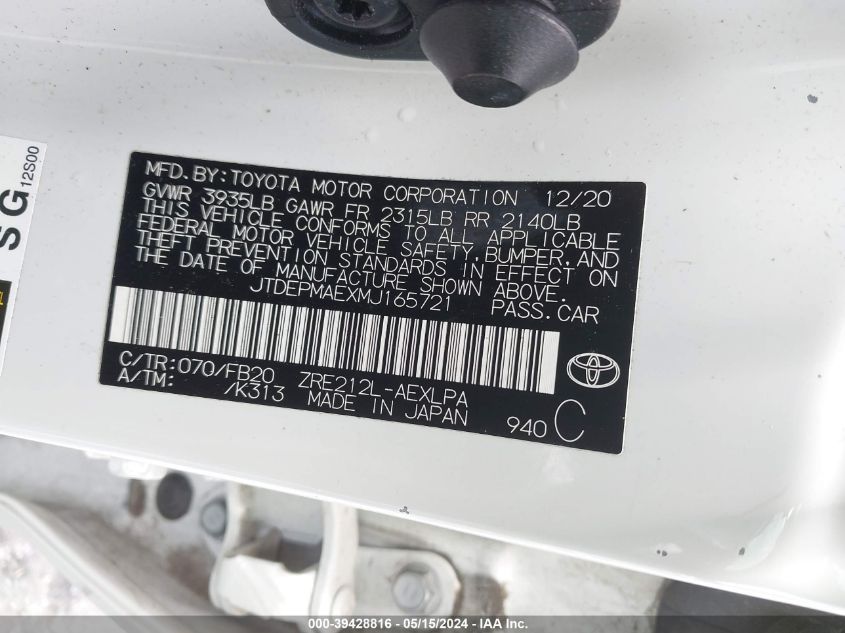 MFD. BY: TOYOTA MOTOR CORPORATION 12/20
GVWR 3935LB GAWR FR 2315LB RR 2140LB
THIS VEHICLE CONFORMS TO ALL APPLICABLE
FEDERAL MOTOR VEHICLE SAFETY, BUMPER, AND
THEFT PREVENTION STANDARDS IN EFFECT ON
THE DATE OF MANUFACTURE SHOWN ABOVE.
JTDEPMAEXMJ165721 PASS. CAR
C/TR: 070/FB20 ZRE212L-AEXLPA
A/TM: /K313 MADE IN JAPAN 940 C
SG
12S00
000-39428816 - 05/15/2024 - IAA Inc.